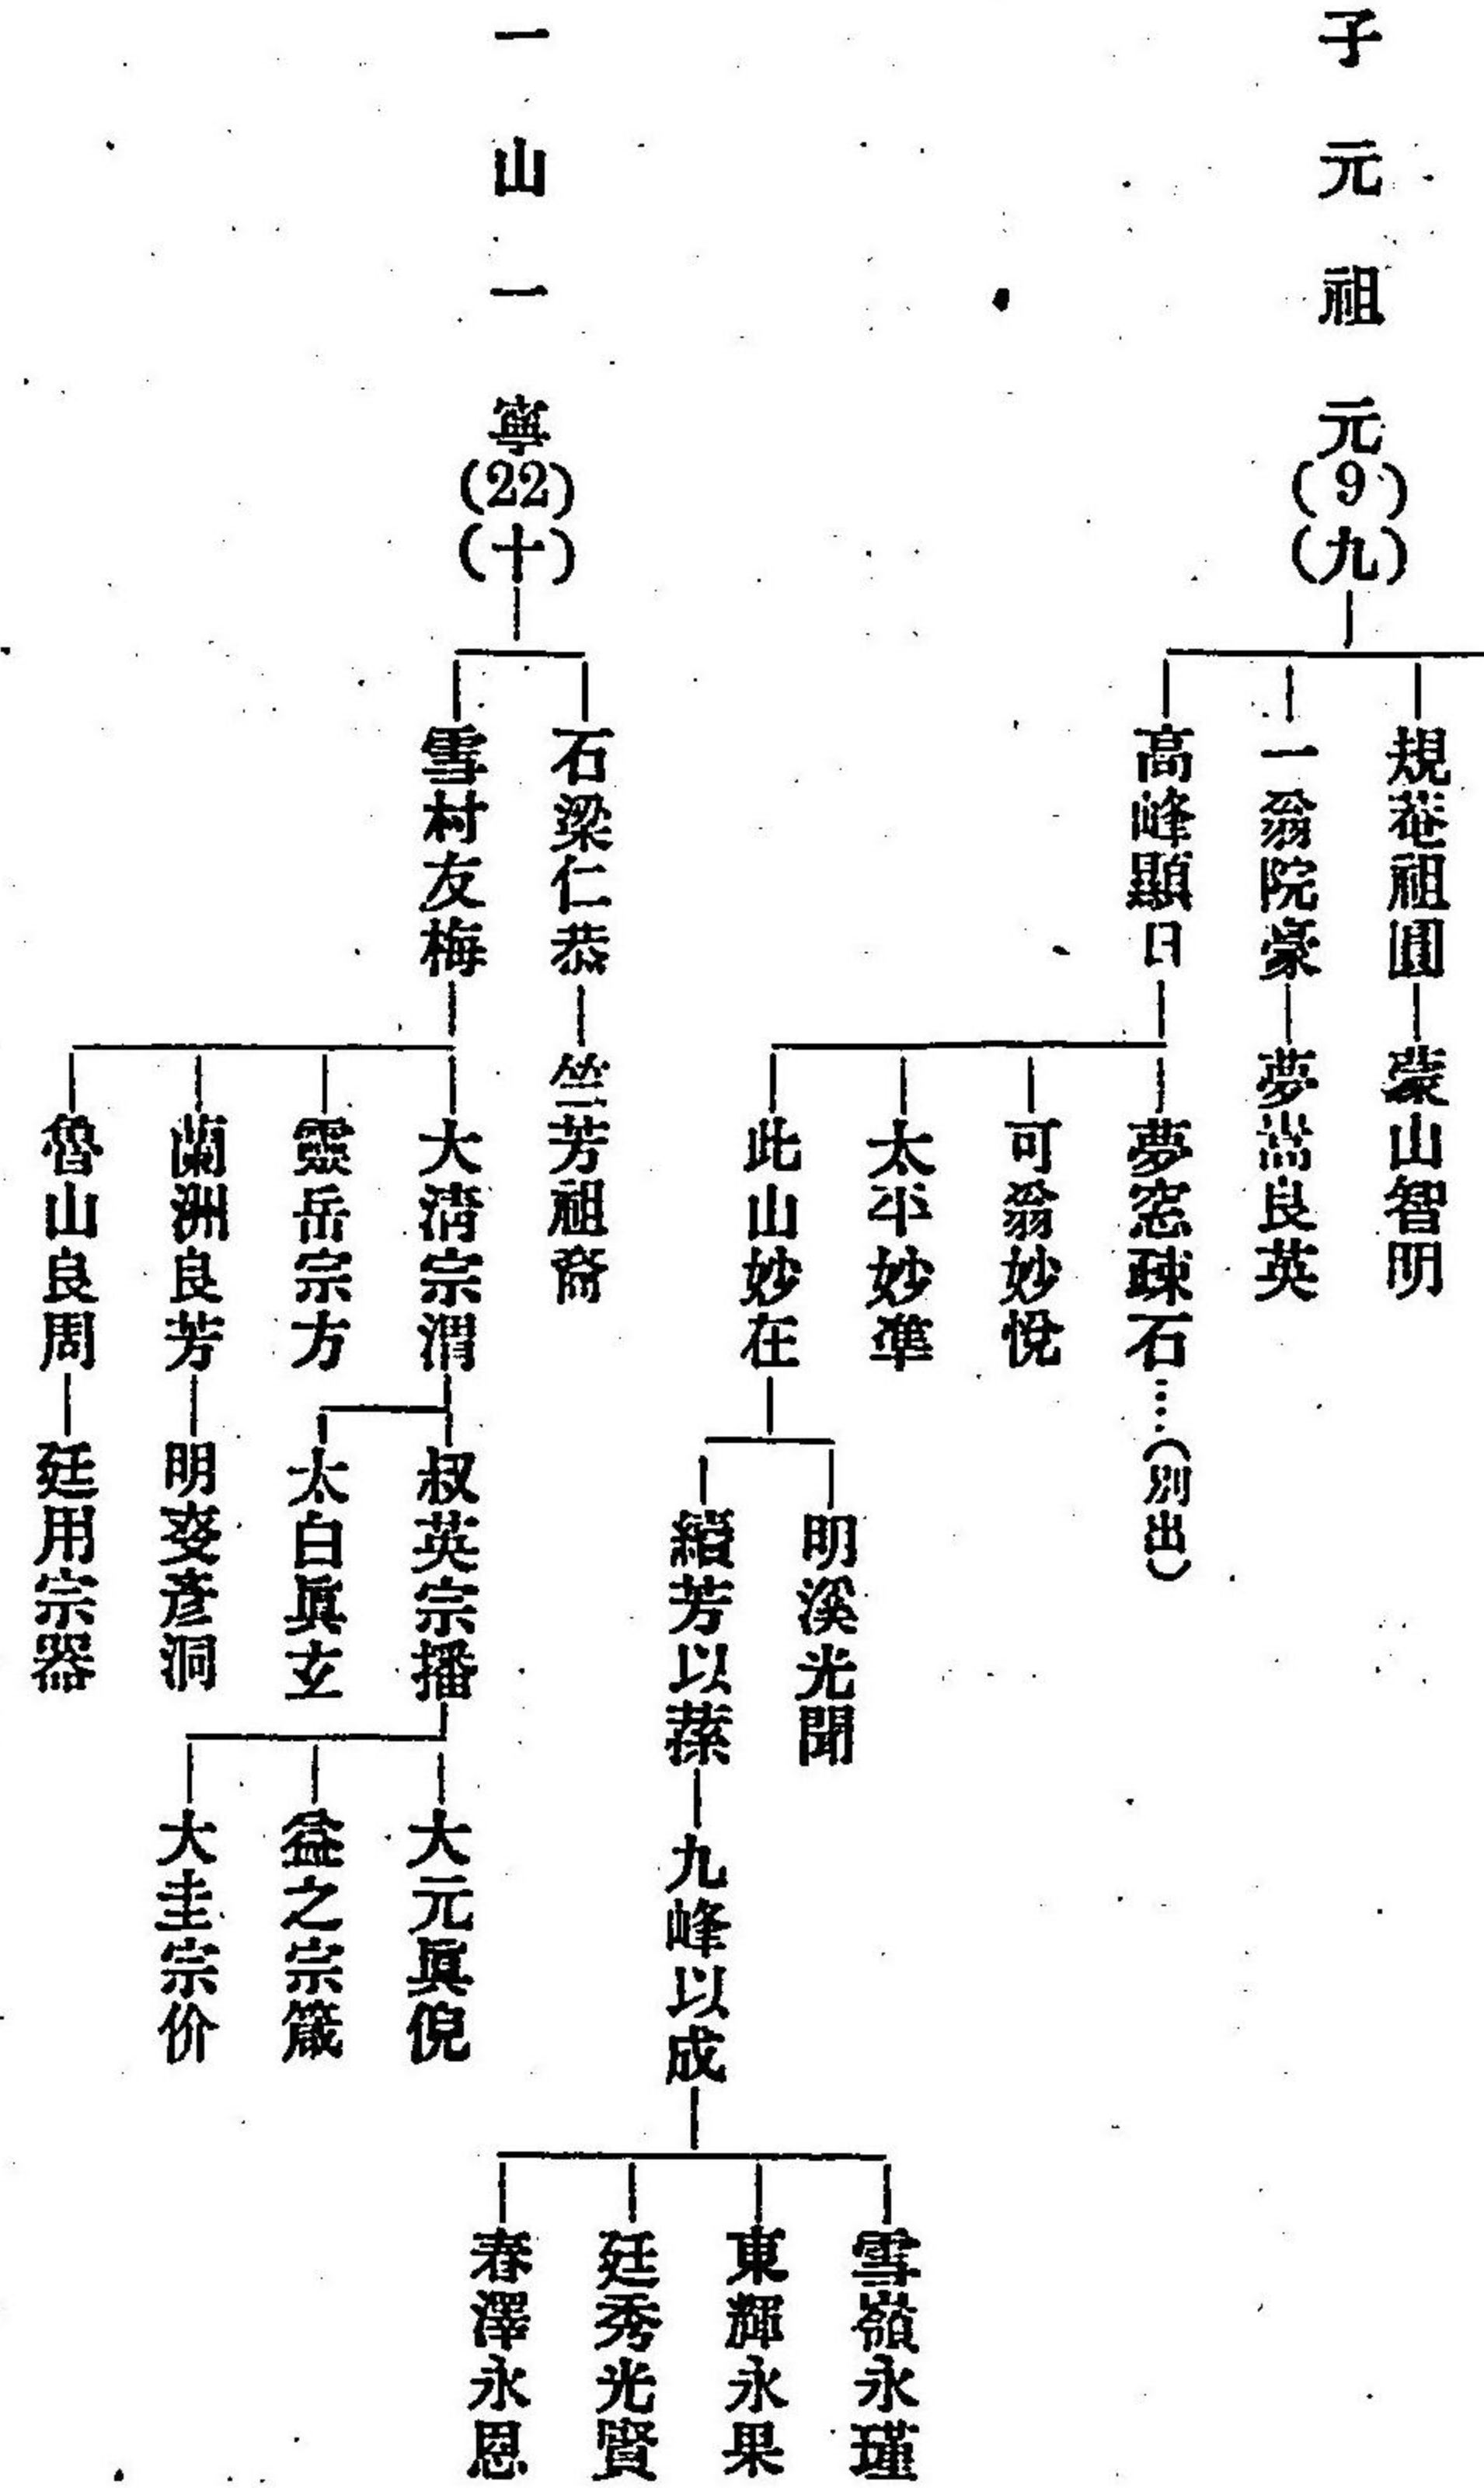 子元祖元(9)(九)
規菴祖圓
蒙山智明
一翁院豪
夢嵩良英
高峰顯日
夢窓疎石……(別出)
可翁妙悅
太平妙準
此山妙在
明溪光聞
續芳以蓀
九峰以成
雪嶺永瑾
東輝永杲
廷秀光賢
春澤永恩
一山一寧(22)(十)
石梁仁恭
竺芳祖裔
雪村友梅
大清宗渭
叔英宗播
大元眞倪
益之宗箴
大圭宗价
太白眞玄
靈岳宗方
蘭洲良芳
明麥彥洞
魯山良周
廷用宗器